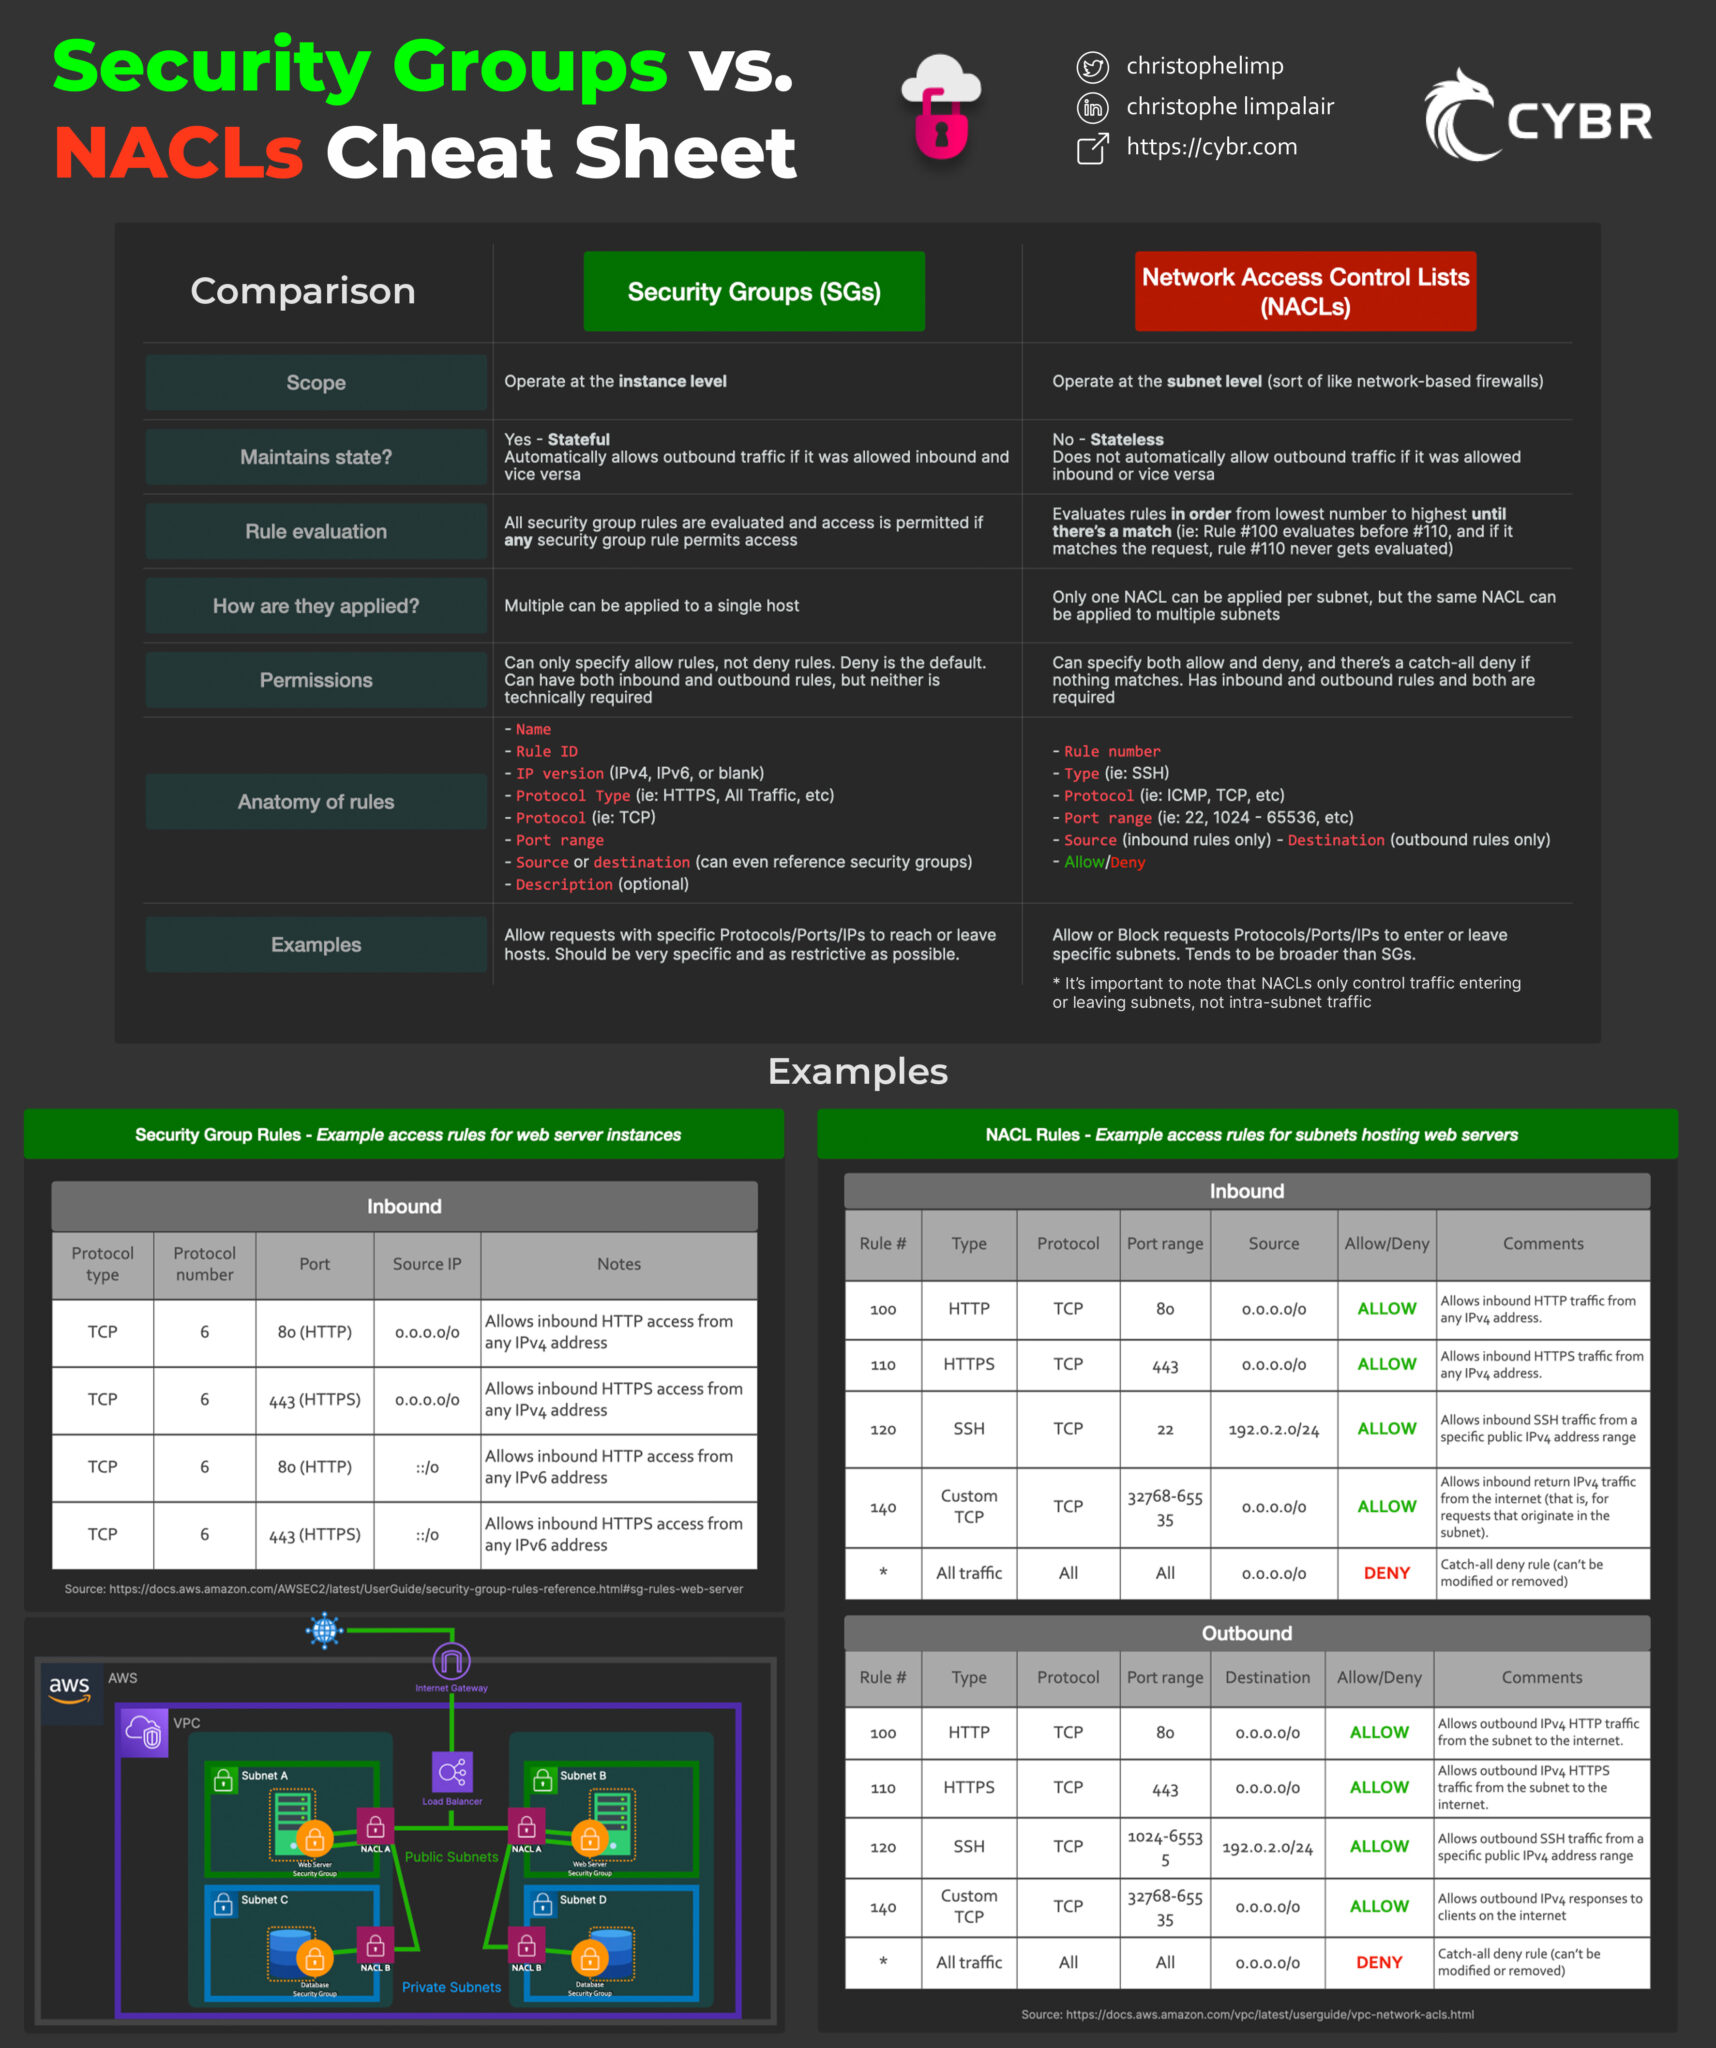 Security Groups vs.
NACLs Cheat Sheet
christophelimp
christophe limpalair
https://cybr.com
CYBR
Comparison
Security Groups (SGs)
Network Access Control Lists
(NACLs)
Scope
Operate at the instance level
Operate at the subnet level (sort of like network-based firewalls)
Maintains state?
Yes - Stateful
Automatically allows outbound traffic if it was allowed inbound and
vice versa
No - Stateless
Does not automatically allow outbound traffic if it was allowed
inbound or vice versa
Rule evaluation
All security group rules are evaluated and access is permitted if
any security group rule permits access
Evaluates rules in order from lowest number to highest until
there's a match (ie: Rule #100 evaluates before #110, and if it
matches the request, rule #110 never gets evaluated)
How are they applied?
Multiple can be applied to a single host
Only one NACL can be applied per subnet, but the same NACL can
be applied to multiple subnets
Permissions
Can only specify allow rules, not deny rules. Deny is the default.
Can have both inbound and outbound rules, but neither is
technically required
Can specify both allow and deny, and there's a catch-all deny if
nothing matches. Has inbound and outbound rules and both are
required
Anatomy of rules
- Name
- Rule ID
- IP version (IPv4, IPv6, or blank)
- Protocol Type (ie: HTTPS, All Traffic, etc)
- Protocol (ie: TCP)
- Port range
- Source or destination (can even reference security groups)
- Description (optional)
- Rule number
- Type (ie: SSH)
- Protocol (ie: ICMP, TCP, etc)
- Port range (ie: 22, 1024 - 65536, etc)
- Source (inbound rules only) - Destination (outbound rules only)
- Allow/Deny
Examples
Allow requests with specific Protocols/Ports/IPs to reach or leave
hosts. Should be very specific and as restrictive as possible.
Allow or Block requests Protocols/Ports/IPs to enter or leave
specific subnets. Tends to be broader than SGs.
* It's important to note that NACLs only control traffic entering
or leaving subnets, not intra-subnet traffic
Examples
Security Group Rules - Example access rules for web server instances
Inbound
Protocol type Protocol number Port Source IP Notes
TCP 6 80 (HTTP) 0.0.0.0/0 Allows inbound HTTP access from
any IPv4 address
TCP 6 443 (HTTPS) 0.0.0.0/0 Allows inbound HTTPS access from
any IPv4 address
TCP 6 80 (HTTP) ::/0 Allows inbound HTTP access from
any IPv6 address
TCP 6 443 (HTTPS) ::/0 Allows inbound HTTPS access from
any IPv6 address
Source: https://docs.aws.amazon.com/AWSEC2/latest/UserGuide/security-group-rules-reference.html#sg-rules-web-server
aws
AWS
Internet Gateway
VPC
Load Balancer
Subnet A
Web Server
Security Group
NACL A
Subnet B
NACL A
Web Server
Security Group
Public Subnets
Subnet C
Database
Security Group
NACL B
Subnet D
NACL B
Database
Security Group
Private Subnets
NACL Rules - Example access rules for subnets hosting web servers
Inbound
Rule # Type Protocol Port range Source Allow/Deny Comments
100 HTTP TCP 80 0.0.0.0/0 ALLOW Allows inbound HTTP traffic from
any IPv4 address.
110 HTTPS TCP 443 0.0.0.0/0 ALLOW Allows inbound HTTPS traffic from
any IPv4 address.
120 SSH TCP 22 192.0.2.0/24 ALLOW Allows inbound SSH traffic from a
specific public IPv4 address range
140 Custom TCP TCP 32768-65535 0.0.0.0/0 ALLOW Allows inbound return IPv4 traffic
from the internet (that is, for
requests that originate in the
subnet).
* All traffic All All 0.0.0.0/0 DENY Catch-all deny rule (can't be
modified or removed)
Outbound
Rule # Type Protocol Port range Destination Allow/Deny Comments
100 HTTP TCP 80 0.0.0.0/0 ALLOW Allows outbound IPv4 HTTP traffic
from the subnet to the internet.
110 HTTPS TCP 443 0.0.0.0/0 ALLOW Allows outbound IPv4 HTTPS
traffic from the subnet to the
internet.
120 SSH TCP 1024-65535 192.0.2.0/24 ALLOW Allows outbound SSH traffic from a
specific public IPv4 address range
140 Custom TCP TCP 32768-65535 0.0.0.0/0 ALLOW Allows outbound IPv4 responses to
clients on the internet
* All traffic All All 0.0.0.0/0 DENY Catch-all deny rule (can't be
modified or removed)
Source: https://docs.aws.amazon.com/vpc/latest/userguide/vpc-network-acls.html